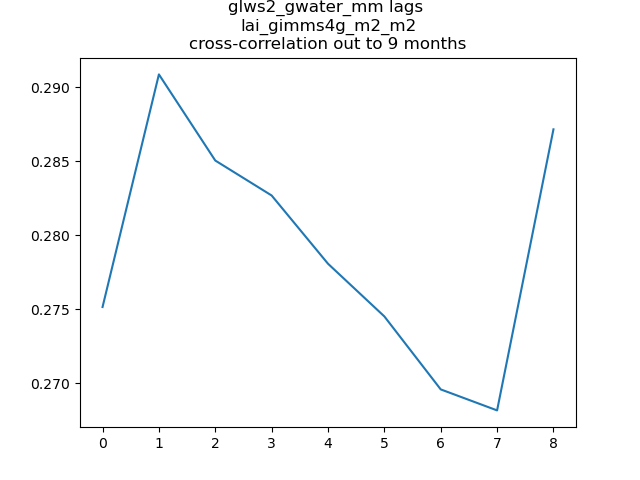 glws2_gwater_mm lags
lai_gimms4g_m2_m2
cross-correlation out to 9 months
0.290
0.285
0.280
0.275
0.270
0 1 2 3 4 5 6 7 8